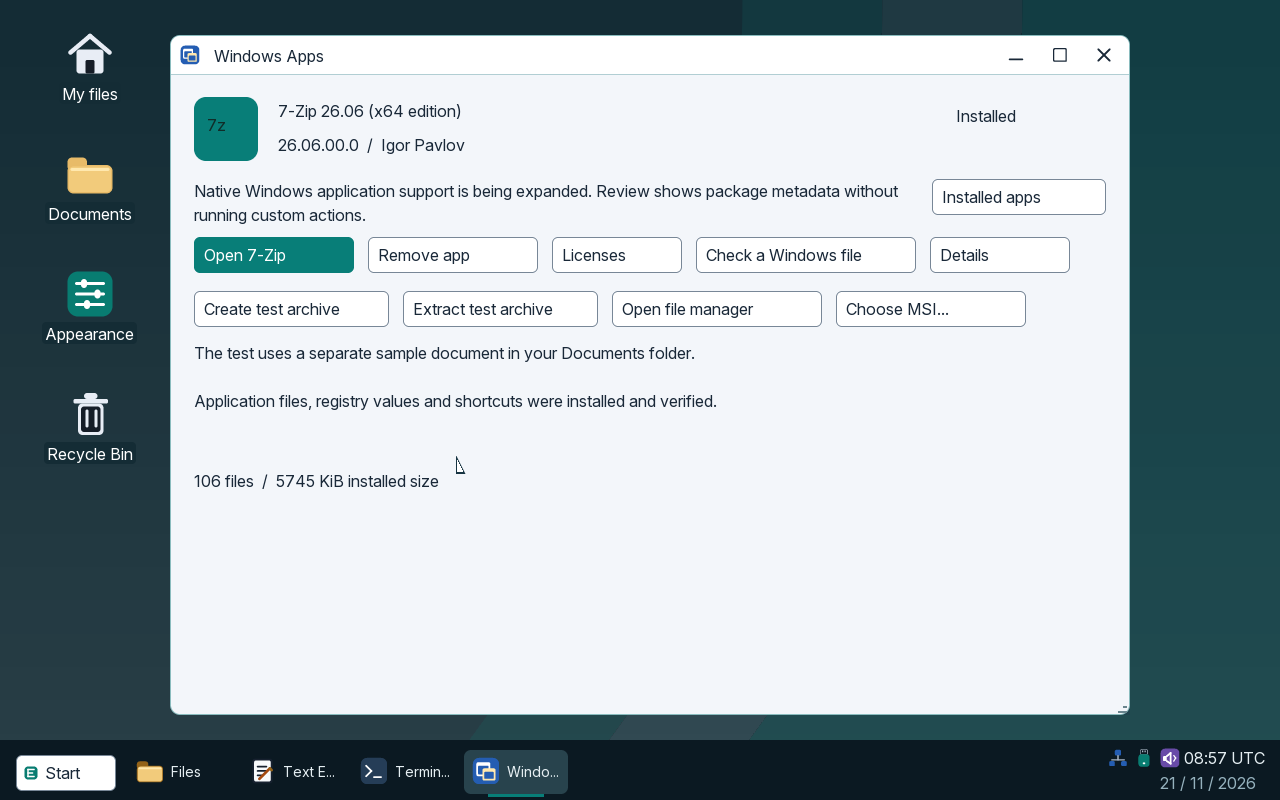 My files
Documents
Appearance
Recycle Bin
Windows Apps
7z
7-Zip 26.06 (x64 edition)
26.06.00.0 / Igor Pavlov
Installed
Native Windows application support is being expanded. Review shows package metadata without
running custom actions.
Installed apps
Open 7-Zip
Remove app
Licenses
Check a Windows file
Details
Create test archive
Extract test archive
Open file manager
Choose MSI...
The test uses a separate sample document in your Documents folder.
Application files, registry values and shortcuts were installed and verified.
106 files / 5745 KiB installed size
Start
Files
Text E...
Termin...
Windo...
08:57 UTC
21 / 11 / 2026